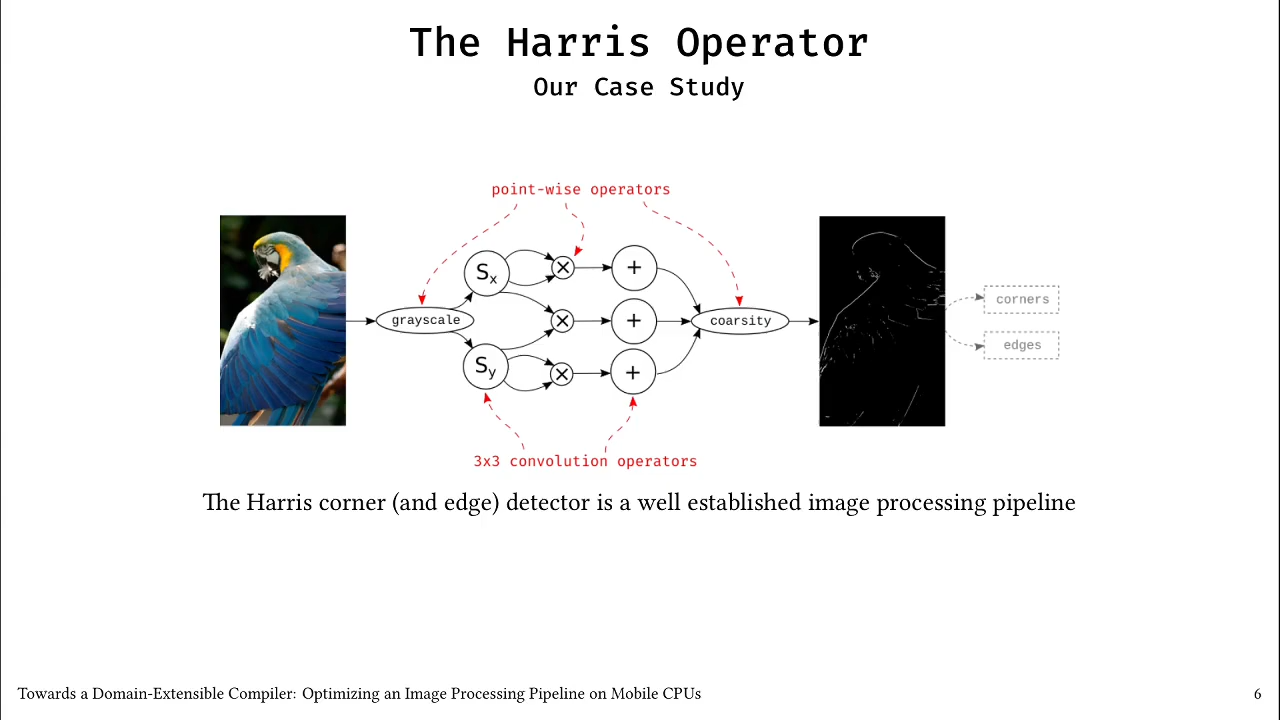 The Harris Operator
Our Case Study
point-wise operators
Sx
×
+
grayscale
×
+
coarsity
corners
edges
Sy
×
+
3x3 convolution operators
The Harris corner (and edge) detector is a well established image processing pipeline
Towards a Domain-Extensible Compiler: Optimizing an Image Processing Pipeline on Mobile CPUs
6